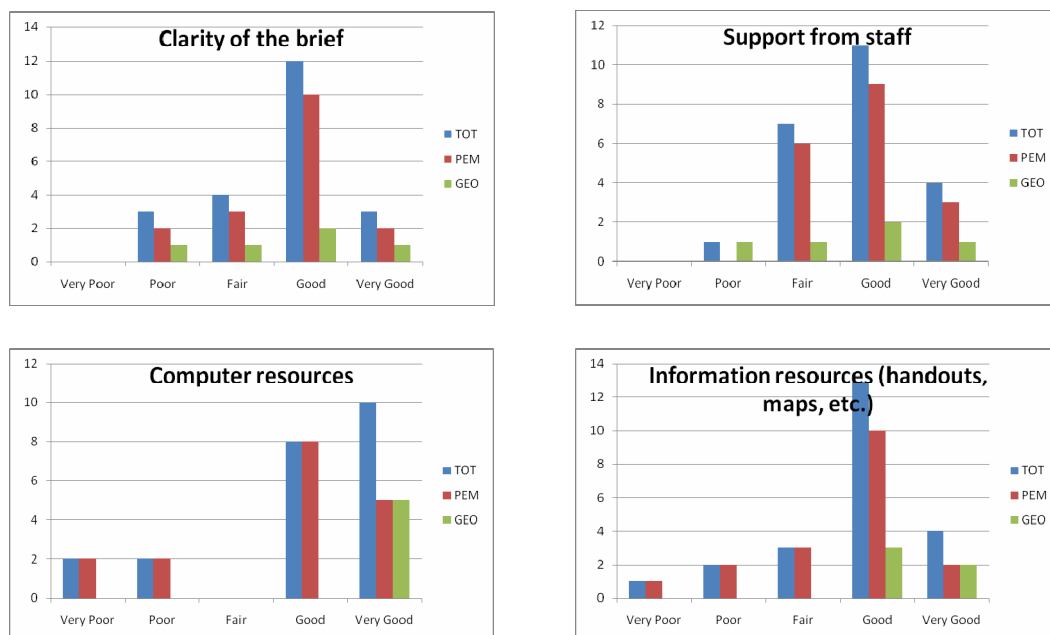 Clarity of the brief
14
12
10
8
6
4
2
0
Very Poor Poor Fair Good Very Good
TOT
PEM
GEO
Support from staff
12
10
8
6
4
2
0
Very Poor Poor Fair Good Very Good
TOT
PEM
GEO
Computer resources
12
10
8
6
4
2
0
Very Poor Poor Fair Good Very Good
TOT
PEM
GEO
Information resources (handouts,
maps, etc.)
14
12
10
8
6
4
2
0
Very Poor Poor Fair Good Very Good
TOT
PEM
GEO